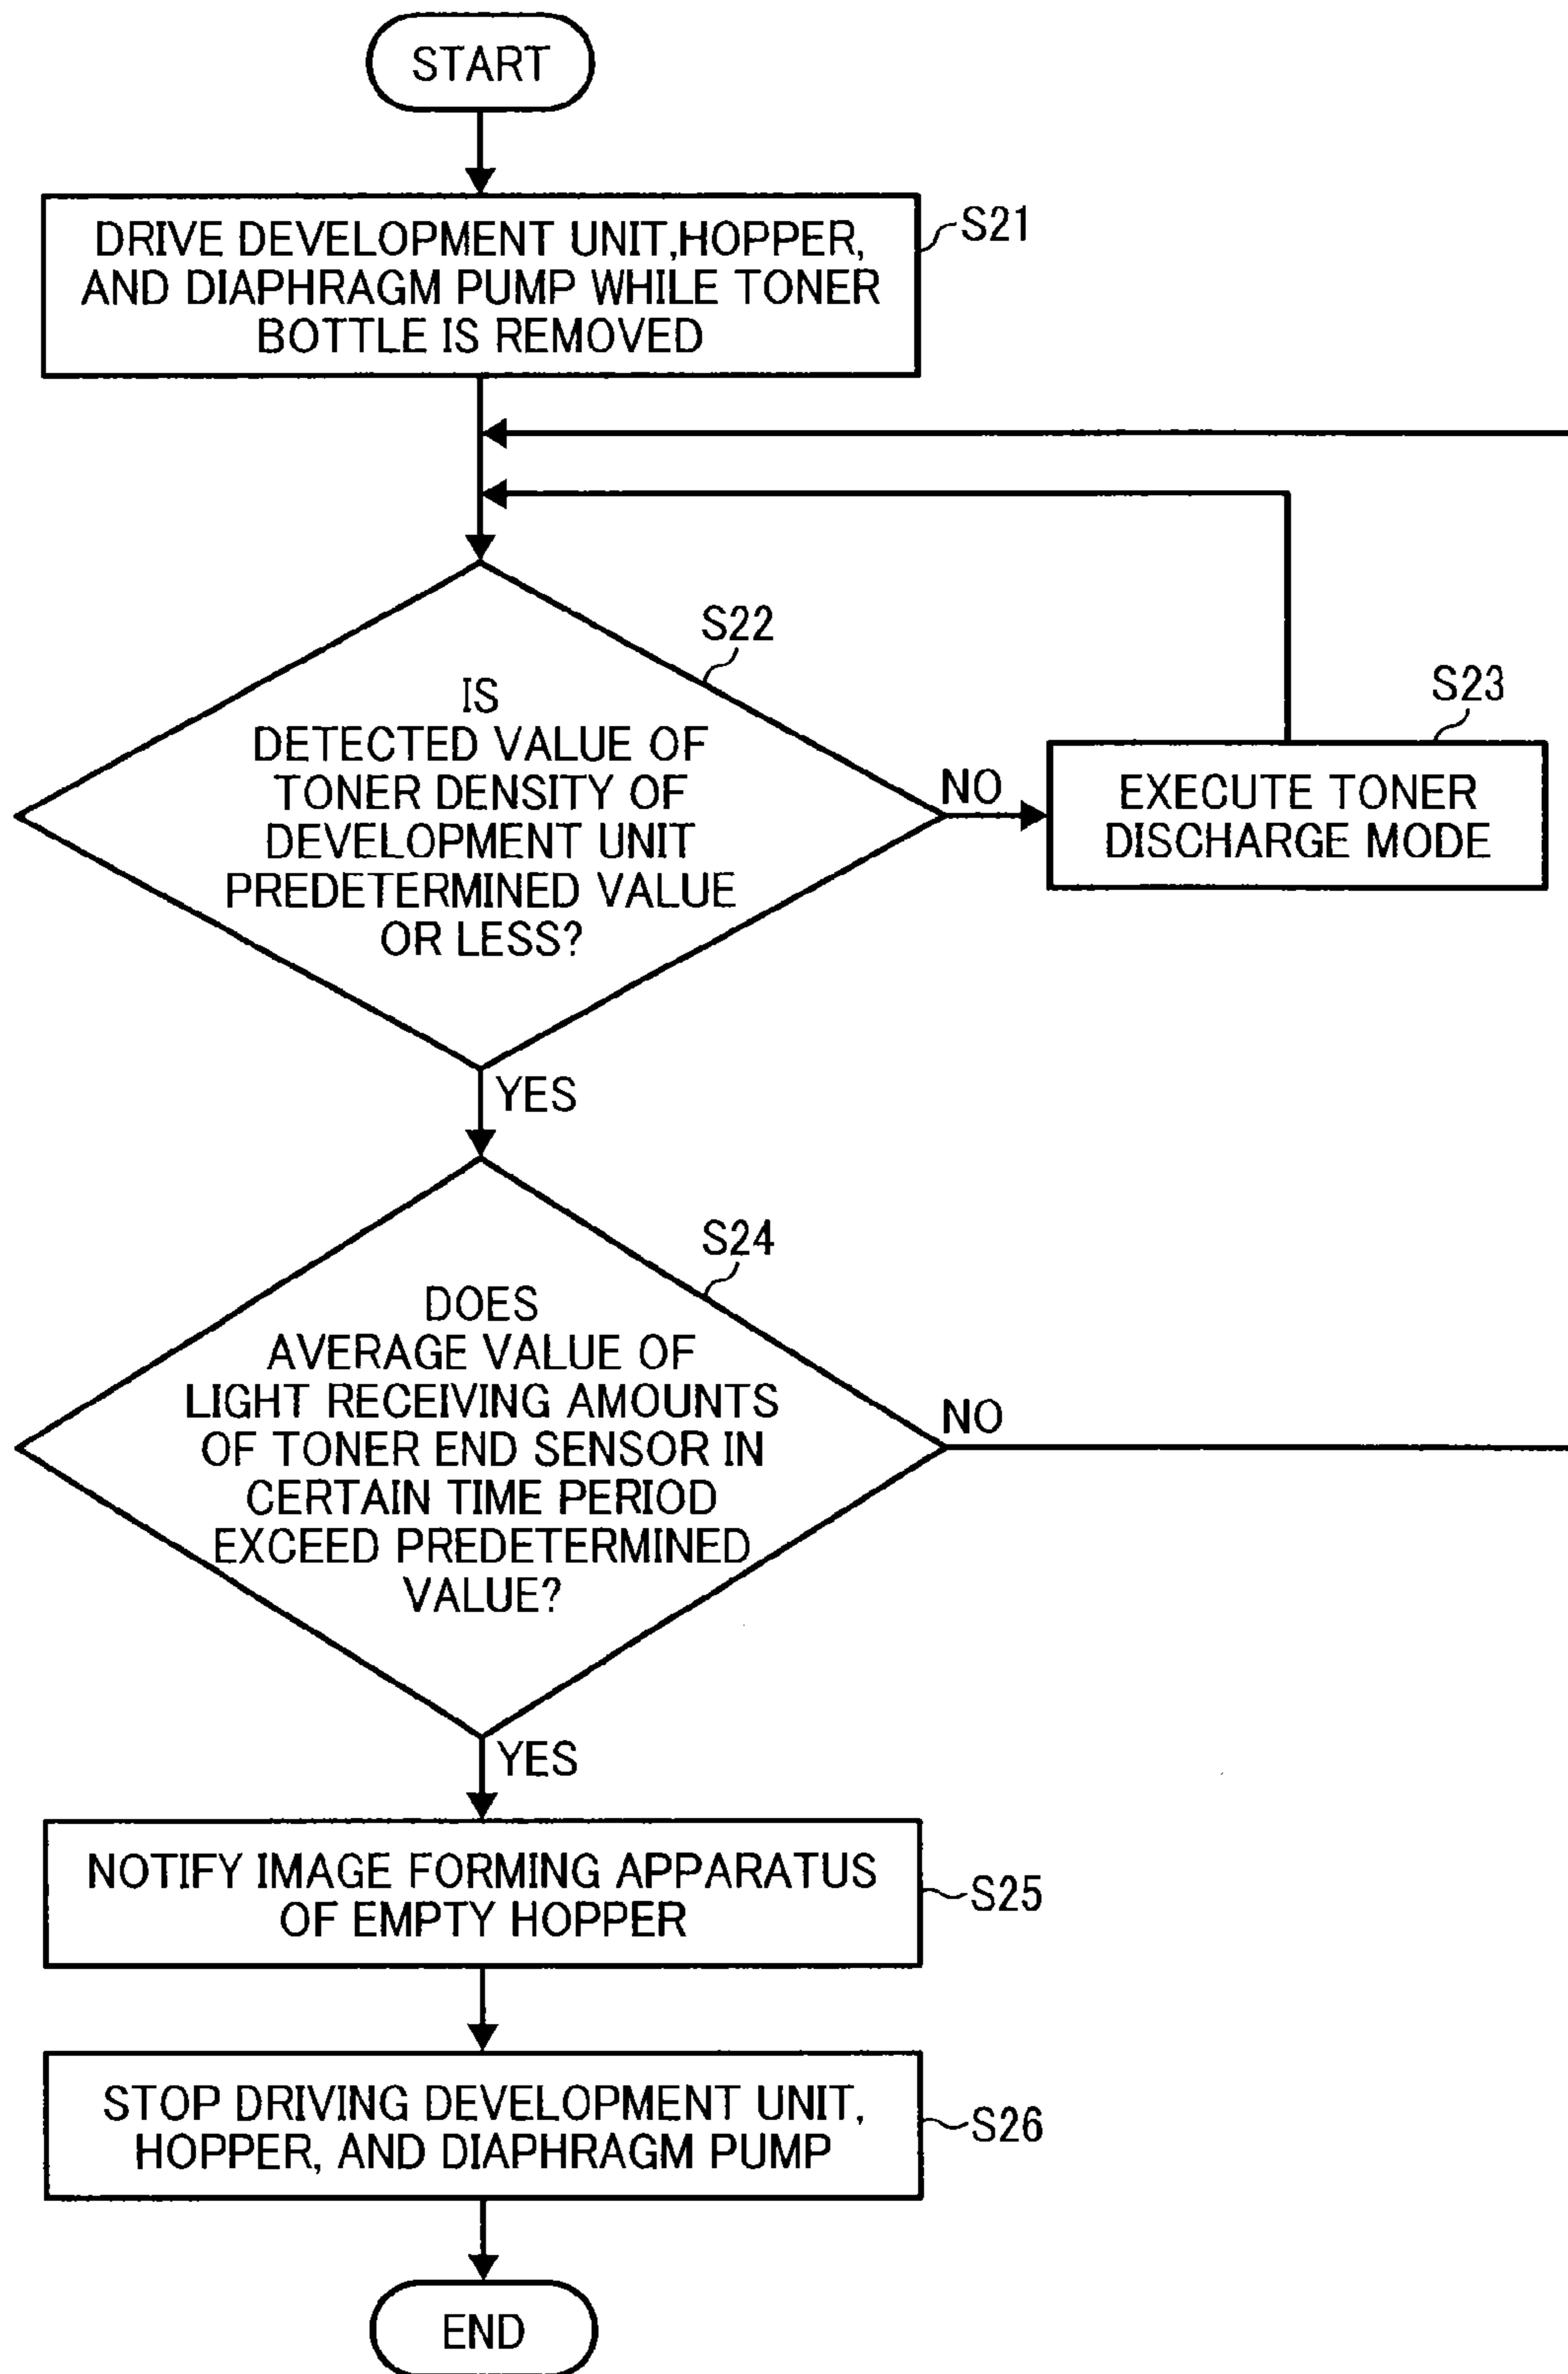 START
DRIVE DEVELOPMENT UNIT,HOPPER,
AND DIAPHRAGM PUMP WHILE TONER
BOTTLE IS REMOVED
S21
S22
IS
DETECTED VALUE OF
TONER DENSITY OF
DEVELOPMENT UNIT
PREDETERMINED VALUE
OR LESS?
NO
S23
EXECUTE TONER
DISCHARGE MODE
YES
S24
DOES
AVERAGE VALUE OF
LIGHT RECEIVING AMOUNTS
OF TONER END SENSOR IN
CERTAIN TIME PERIOD
EXCEED PREDETERMINED
VALUE?
NO
YES
NOTIFY IMAGE FORMING APPARATUS
OF EMPTY HOPPER
S25
STOP DRIVING DEVELOPMENT UNIT,
HOPPER, AND DIAPHRAGM PUMP
S26
END